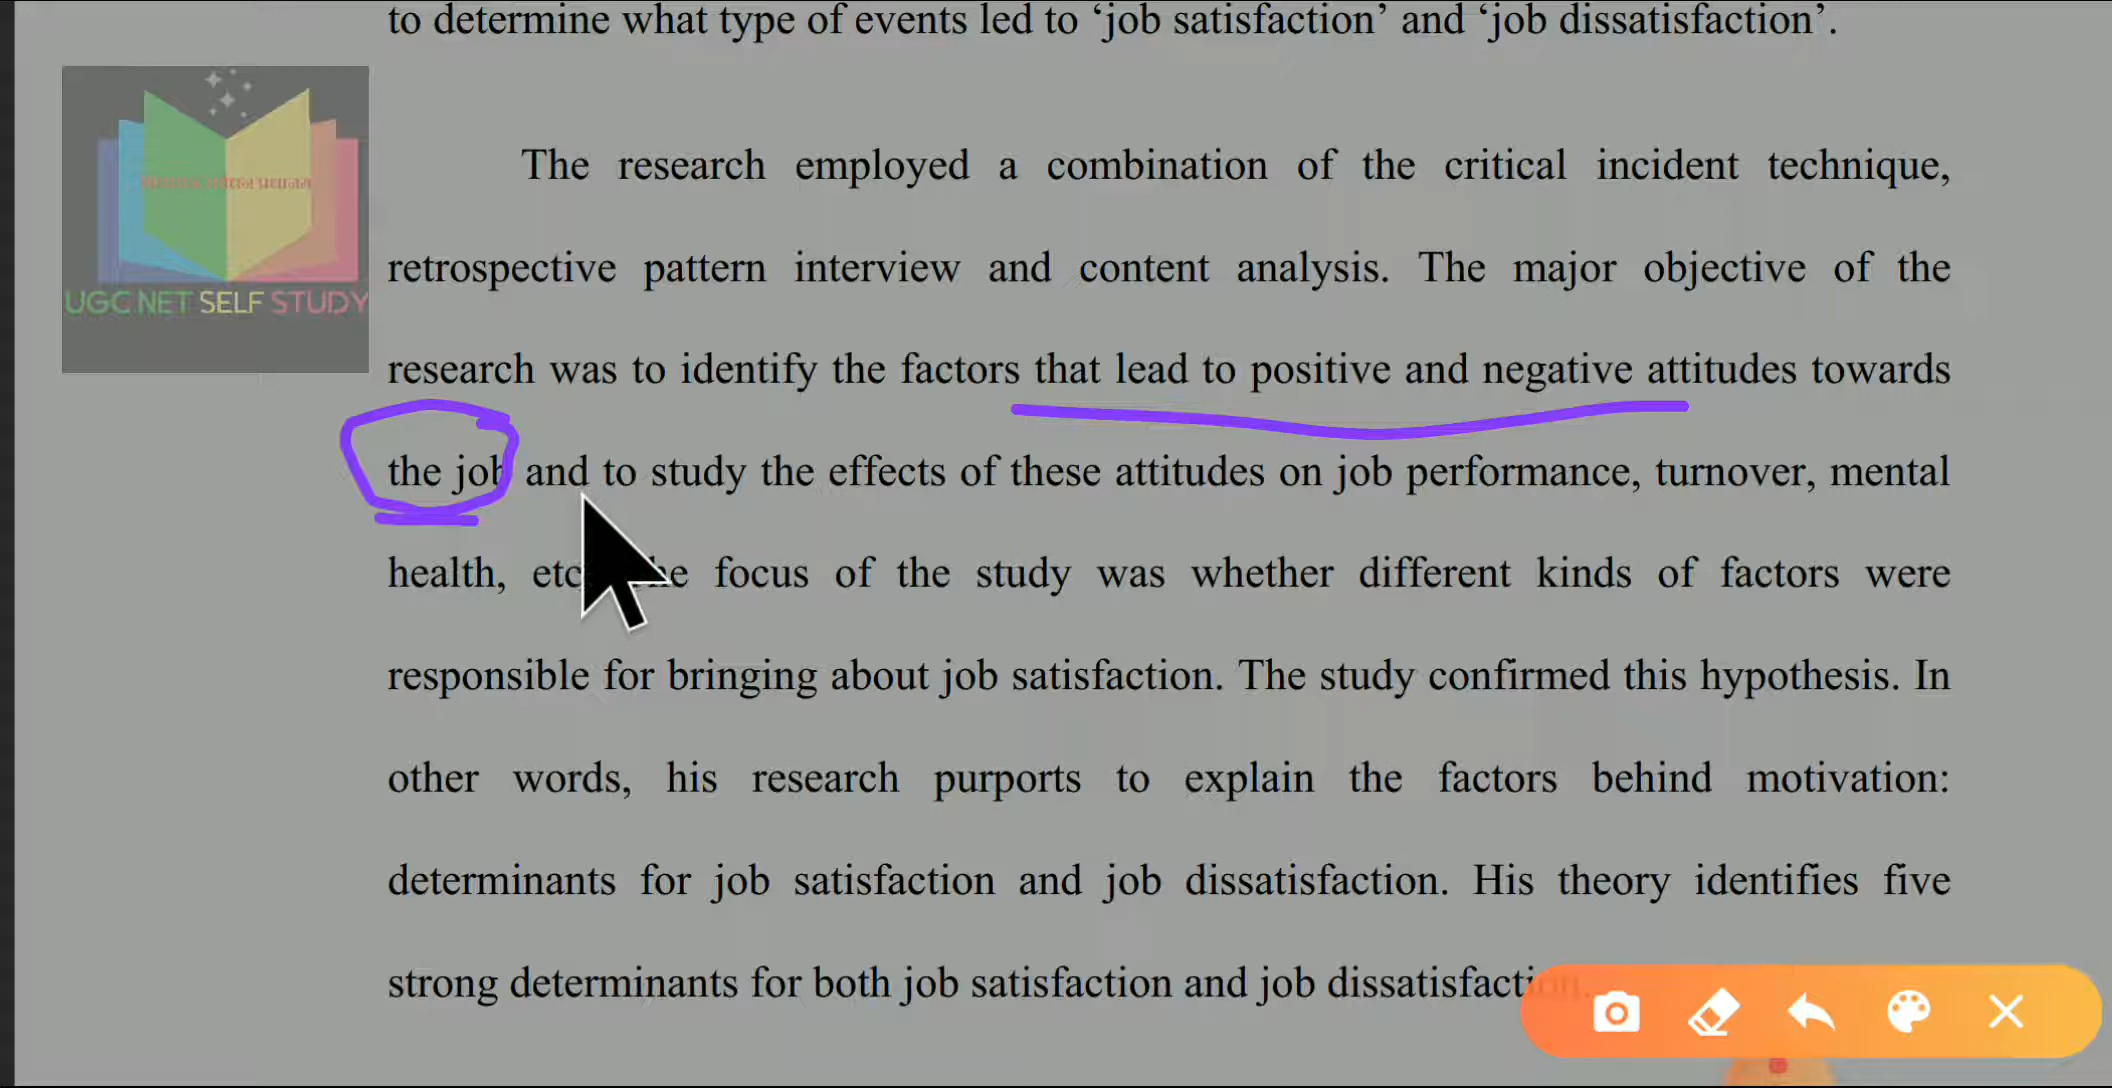 to determine what type of events led to ‘job satisfaction’ and ‘job dissatisfaction’.
UGC NET SELF STUDY
The research employed a combination of the critical incident technique,
retrospective pattern interview and content analysis. The major objective of the
research was to identify the factors that lead to positive and negative attitudes towards
the job and to study the effects of these attitudes on job performance, turnover, mental
health, etc focus of the study was whether different kinds of factors were
responsible for bringing about job satisfaction. The study confirmed this hypothesis. In
other words, his research purports to explain the factors behind motivation:
determinants for job satisfaction and job dissatisfaction. His theory identifies five
strong determinants for both job satisfaction and job dissatisfaction.